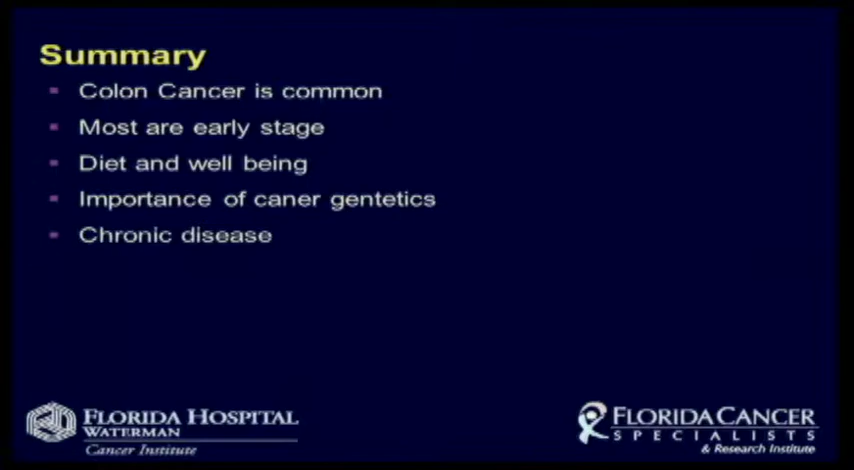 Summary
Colon Cancer is common
Most are early stage
Diet and well being
Importance of caner gentetics
Chronic disease
FLORIDA HOSPITAL
WATERMAN
Cancer Institute
FLORIDA CANCER
SPECIALISTS
& Research Institute